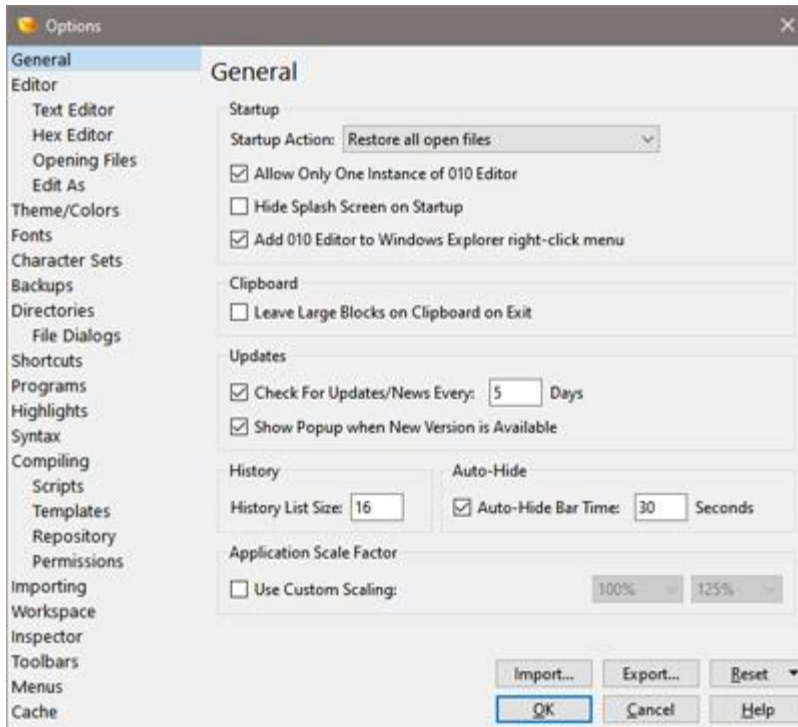 Options
General
Editor
Text Editor
Hex Editor
Opening Files
Edit As
Theme/Colors
Fonts
Character Sets
Backups
Directories
File Dialogs
Shortcuts
Programs
Highlights
Syntax
Compiling
Scripts
Templates
Repository
Permissions
Importing
Workspace
Inspector
Toolbars
Menus
Cache
General
Startup
Startup Action: Restore all open files
Allow Only One Instance of 010 Editor
Hide Splash Screen on Startup
Add 010 Editor to Windows Explorer right-click menu
Clipboard
Leave Large Blocks on Clipboard on Exit
Updates
Check For Updates/News Every: 5 Days
Show Popup when New Version is Available
History
History List Size: 16
Auto-Hide
Auto-Hide Bar Time: 30 Seconds
Application Scale Factor
Use Custom Scaling: 100% 125%
Import... Export... Reset
OK Cancel Help